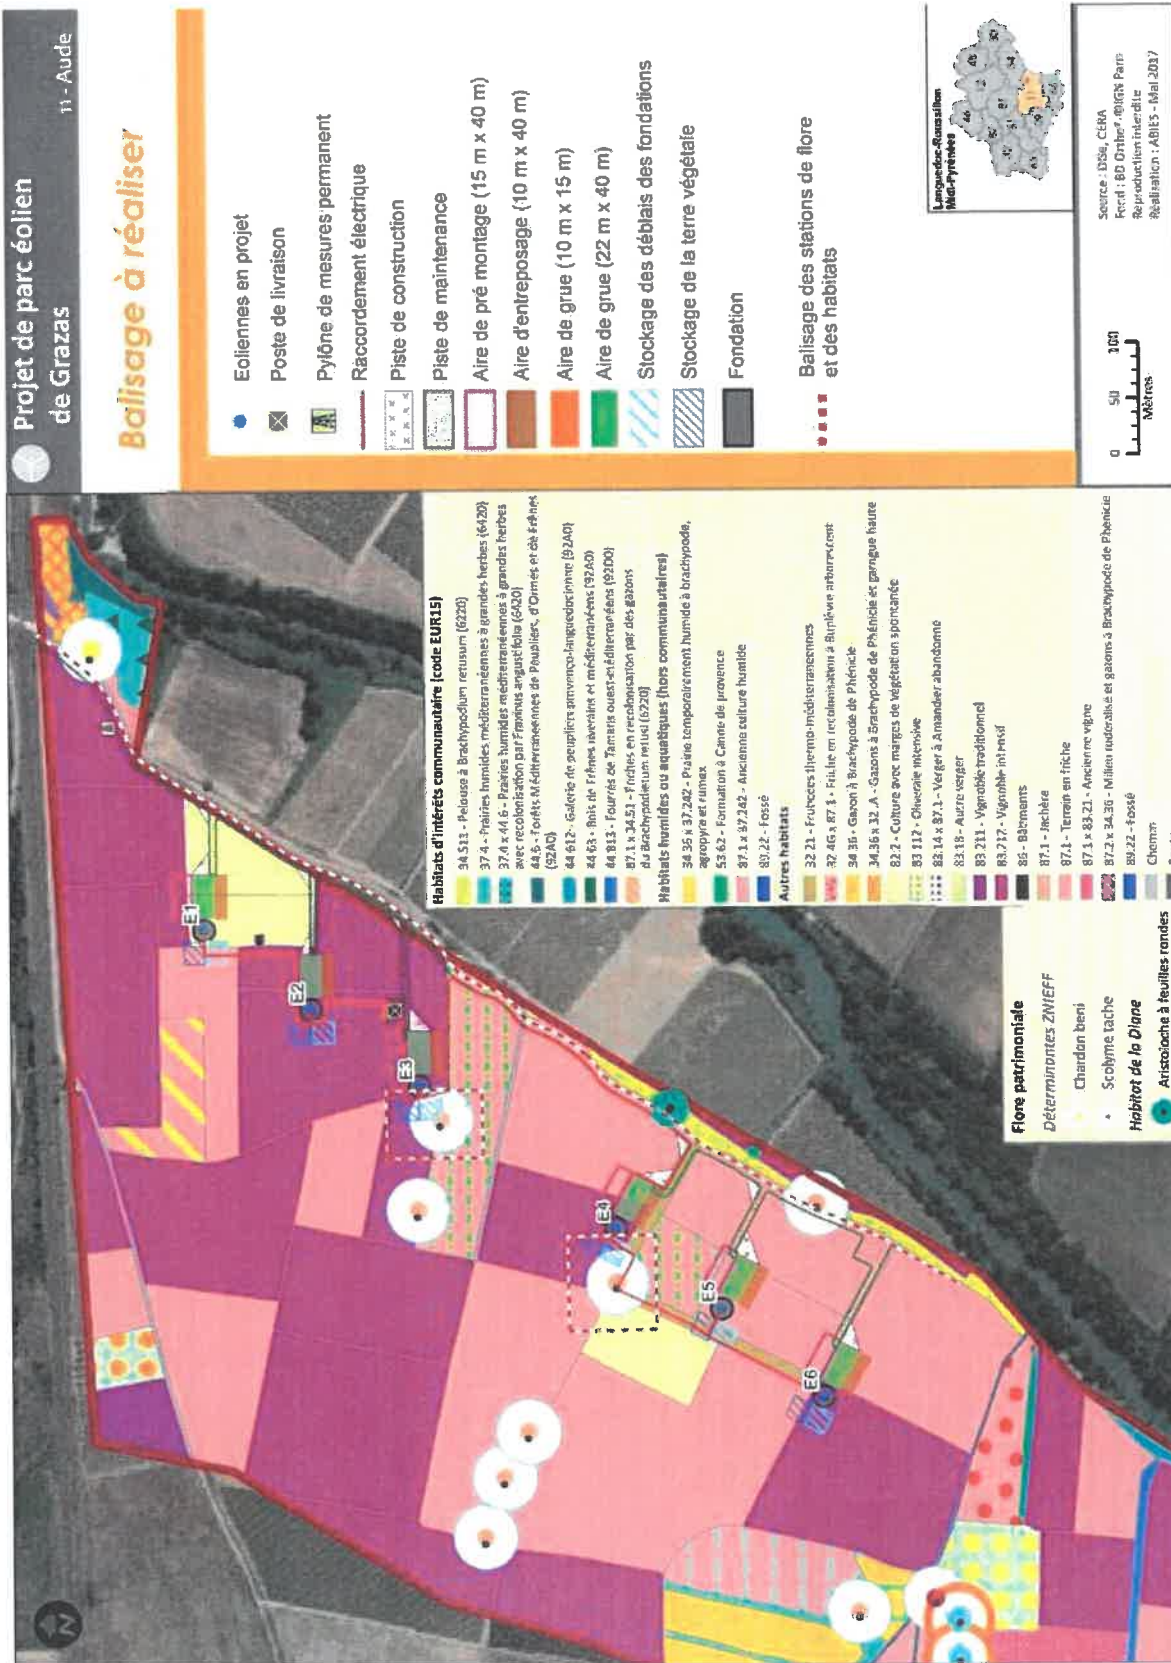 Projet de parc éolien
de Grazas
11 - Aude
Balisage à réaliser
Eoliennes en projet
Poste de livraison
Pylône de mesures permanent
Raccordement électrique
Piste de construction
Piste de maintenance
Aire de pré montage (15 m x 40 m)
Aire d'entreposage (10 m x 40 m)
Aire de grue (10 m x 15 m)
Aire de grue (22 m x 40 m)
Stockage des déblais des fondations
Stockage de la terre végétale
Fondation
Balisage des stations de flore
et des habitats
Languedoc-Roussillon
Midi-Pyrénées
0 50 100
Mètres
Source : DiSe, CERA
Fond : BD Ortho®, ©IGN Paris
Reproduction interdite
Réalisation : ABIES - Mai 2017
E1
E2
E3
E4
E5
E6
N
Habitats d'intérêts communautaire (code EUR15)
34.513 - Pelouse à Brachypodium retusum (6220)
37.4 - Prairies humides méditerranéennes à grandes herbes (6420)
37.4 x 44.6 - Prairies humides méditerranéennes à grandes herbes
avec recolonisation par Fraxinus angustifolia (6420)
44.6 - Forêts Méditerranéennes de Peupliers, d'Ormes et de Frênes
(92A0)
44.612 - Galerie de peupliers provenço-languedocienne (92A0)
44.63 - Bois de Frênes riverains et méditerranéens (92A0)
44.813 - Fourrés de Tamaris ouest-méditerranéens (92D0)
87.1 x 34.51 - Friches en recolonisation par des gazons
à Brachypodium retusum (6220)
Habitats humides ou aquatiques (hors communautaires)
34.36 x 37.242 - Prairie temporairement humide à brachypode,
agropyre et rumex
53.62 - Formation à Canne de provence
87.1 x 37.242 - Ancienne culture humide
89.22 - Fossé
Autres habitats
32.21 - Fruticées thermo-méditerranéennes
32.4G x 87.1 - Friche en recolonisation à Buplèvre arborescent
34.36 - Gazon à Brachypode de Phénicie
34.36 x 32.A - Gazons à Brachypode de Phénicie et garrigue haute
82.2 - Culture avec marges de végétation spontanée
83.112 - Oliveraie intensive
83.14 x 87.1 - Verger à Amandier abandonné
83.15 - Autre verger
83.211 - Vignoble traditionnel
83.212 - Vignoble intensif
86 - Bâtiments
87.1 - Jachère
87.1 - Terrain en friche
87.1 x 83.21 - Ancienne vigne
87.2 x 34.36 - Milieu rudéralisé et gazons à Brachypode de Phénicie
89.22 - Fossé
Chemin
Flore patrimoniale
Déterminantes ZNIEFF
Chardon beni
Scolyme tache
Habitat de la Diane
Aristoloche à feuilles rondes